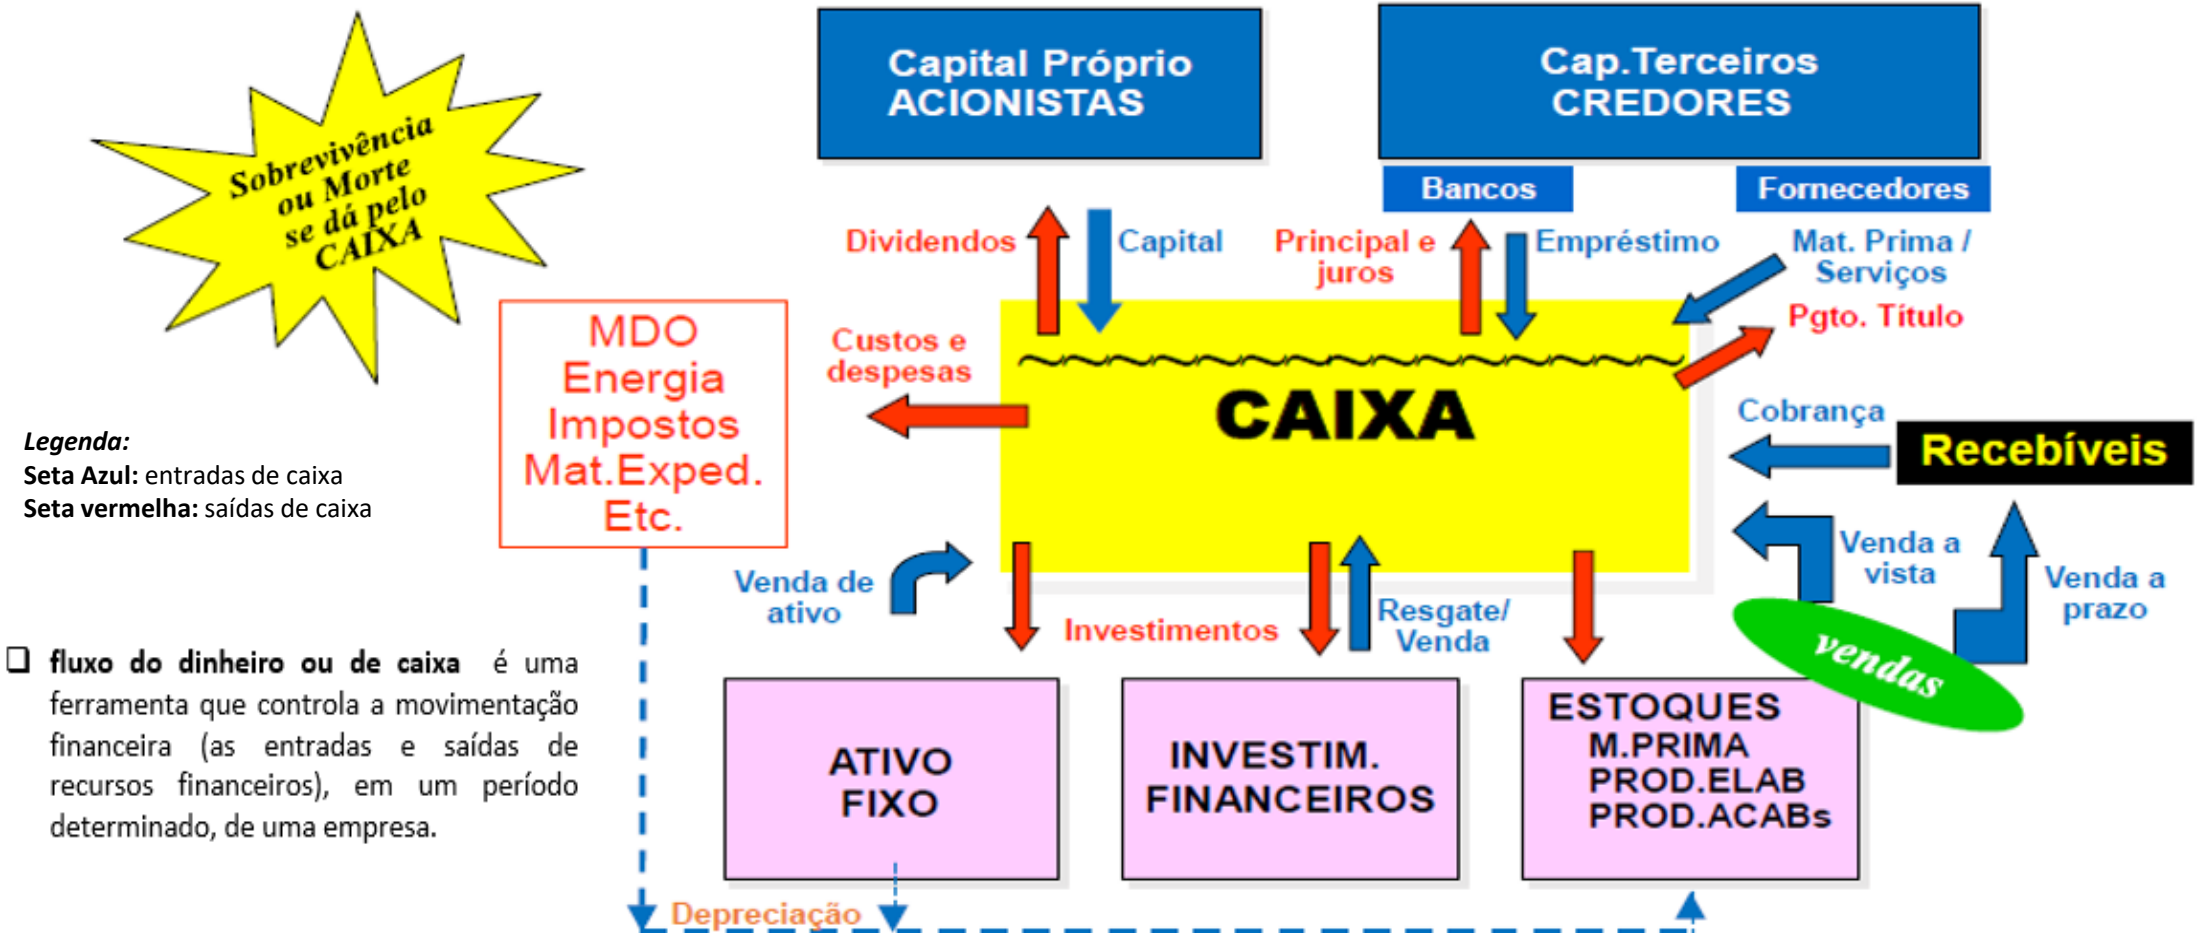 Sobrevivência
ou Morte
se dá pelo
CAIXA
Capital Próprio
ACIONISTAS
Cap.Terceiros
CREDORES
Bancos
Fornecedores
Dividendos
Capital
Principal e
juros
Empréstimo
Mat. Prima /
Serviços
Pgto. Título
MDO
Energia
Impostos
Mat.Exped.
Etc.
Custos e
despesas
CAIXA
Cobrança
Recebíveis
Legenda:
Seta Azul: entradas de caixa
Seta vermelha: saídas de caixa
Venda de
ativo
Investimentos
Resgate/
Venda
Venda a
vista
Venda a
prazo
vendas
❑ fluxo do dinheiro ou de caixa é uma
ferramenta que controla a movimentação
financeira (as entradas e saídas de
recursos financeiros), em um período
determinado, de uma empresa.
ATIVO
FIXO
INVESTIM.
FINANCEIROS
ESTOQUES
M.PRIMA
PROD.ELAB
PROD.ACABs
Depreciação